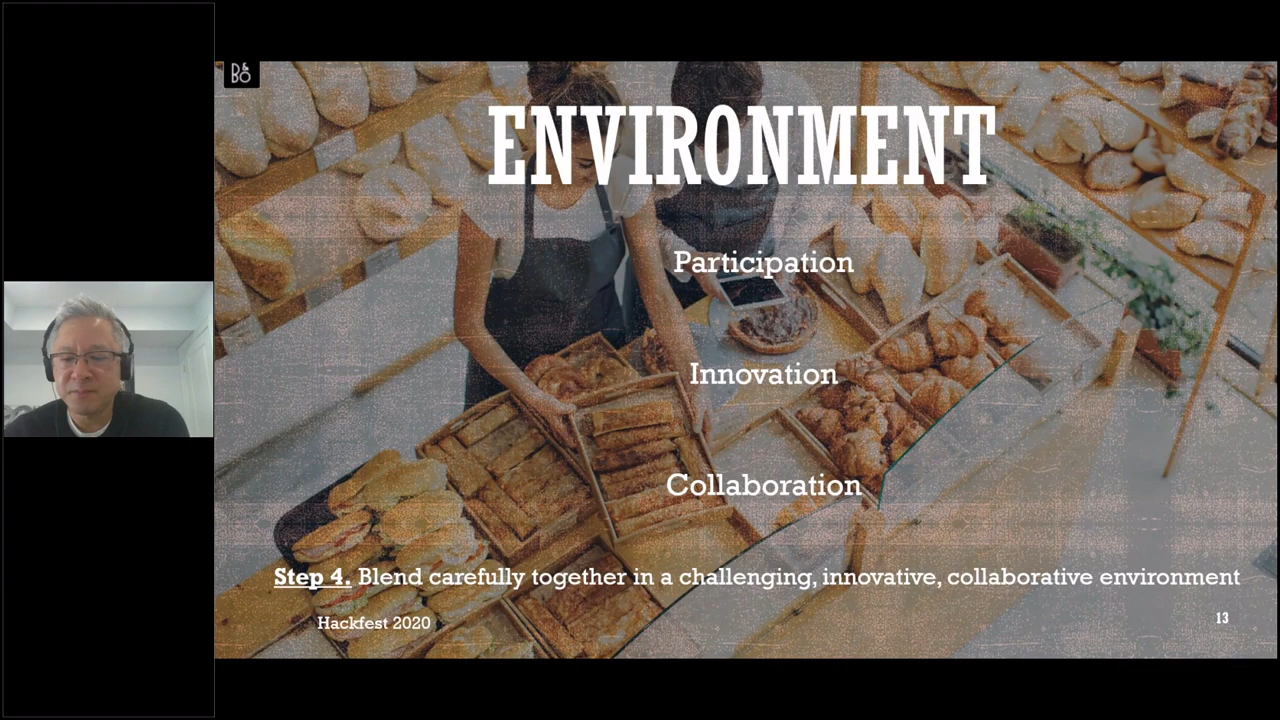 B&O
ENVIRONMENT
Participation
Innovation
Collaboration
Step 4. Blend carefully together in a challenging, innovative, collaborative environment
Hackfest 2020
13